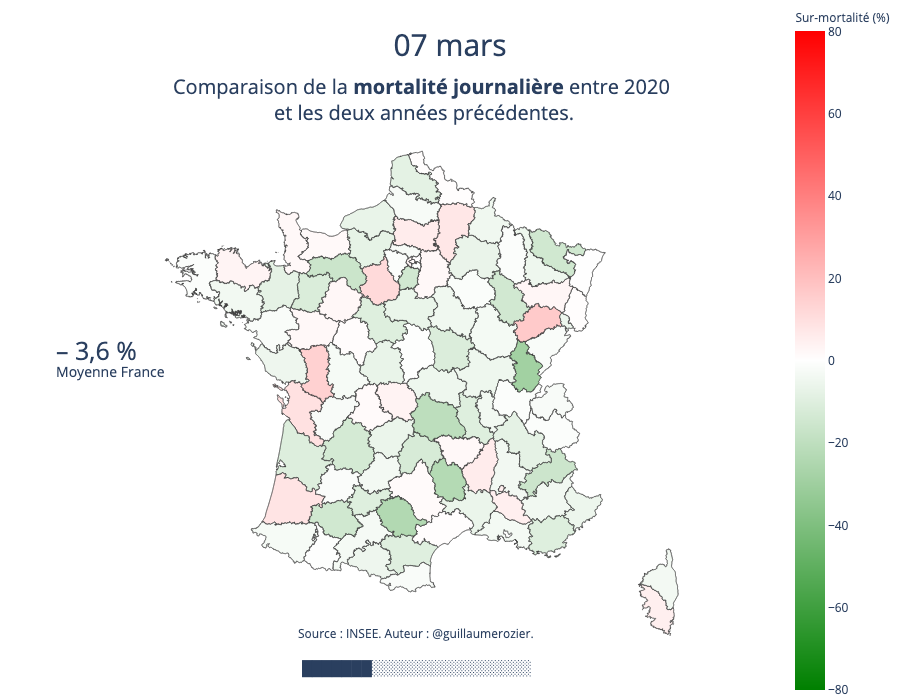 Sur-mortalité (%)
07 mars
Comparaison de la mortalité journalière entre 2020
et les deux années précédentes.
80
60
40
20
0
−20
−40
−60
−80
– 3,6 %
Moyenne France
Source : INSEE. Auteur : @guillaumerozier.